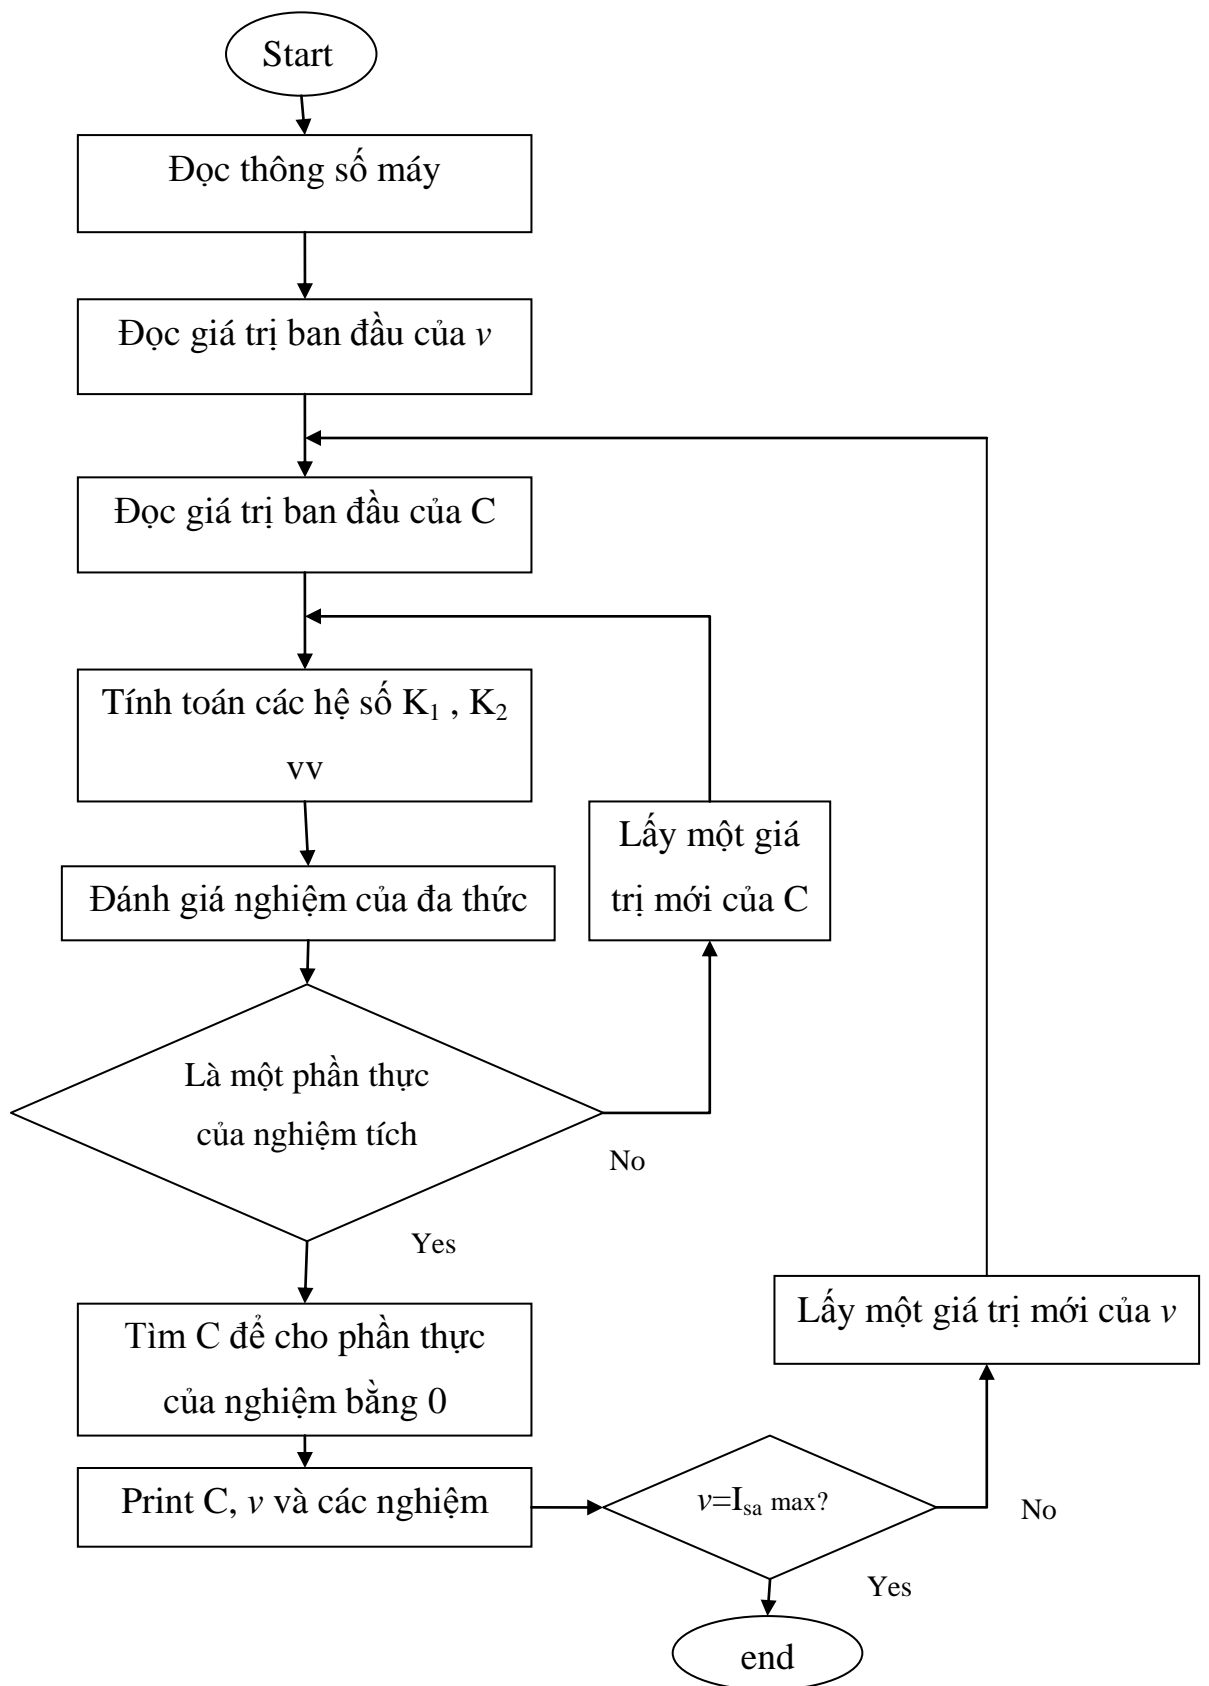 Start
Đọc thông số máy
Đọc giá trị ban đầu của v
Đọc giá trị ban đầu của C
Tính toán các hệ số K₁ , K₂
vv
Lấy một giá
trị mới của C
Đánh giá nghiệm của đa thức
Là một phần thực
của nghiệm tích
No
Yes
Lấy một giá trị mới của v
Tìm C để cho phần thực
của nghiệm bằng 0
Print C, v và các nghiệm
v=Iₛₐ max?
No
Yes
end